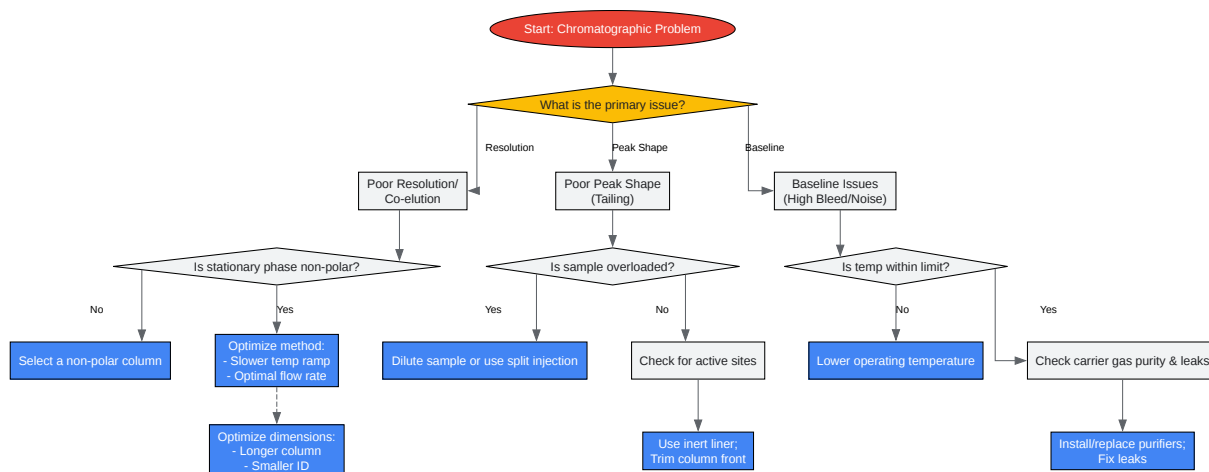 Start: Chromatographic Problem
What is the primary issue?
Resolution
Peak Shape
Baseline
Poor Resolution/
Co-elution
Poor Peak Shape
(Tailing)
Baseline Issues
(High Bleed/Noise)
Is stationary phase non-polar?
Is sample overloaded?
Is temp within limit?
No
Yes
Yes
No
No
Yes
Select a non-polar column
Optimize method:
- Slower temp ramp
- Optimal flow rate
Dilute sample or use split injection
Check for active sites
Lower operating temperature
Check carrier gas purity & leaks
Optimize dimensions:
- Longer column
- Smaller ID
Use inert liner;
Trim column front
Install/replace purifiers;
Fix leaks